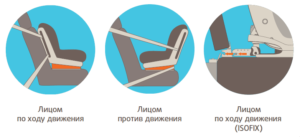 Лицом
по ходу движения
Лицом
против движения
Лицом
по ходу движения
(ISOFIX)